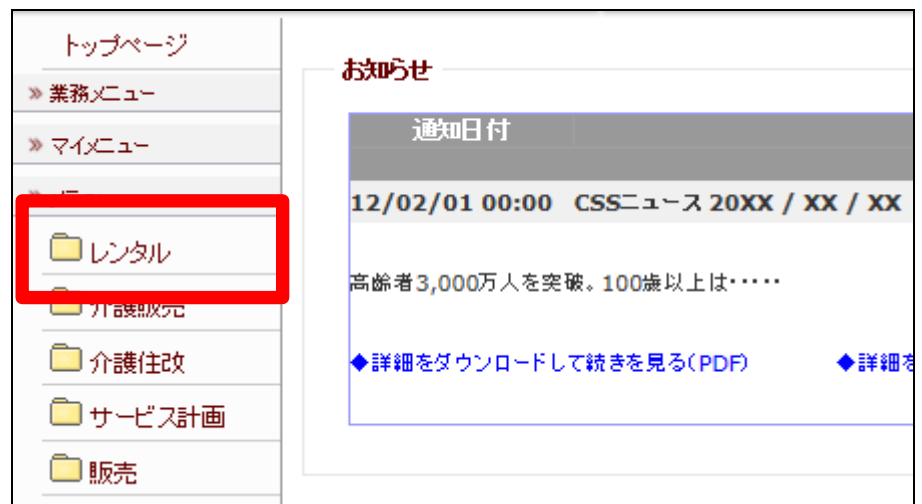 トップページ
» 業務メニュー
» マイメニュー
レンタル
介護販売
介護住改
サービス計画
販売
お知らせ
通知日付
12/02/01 00:00 CSSニュース 20XX / XX / XX
高齢者3,000万人を突破。100歳以上は・・・・・
◆詳細をダウンロードして続きを見る(PDF) ◆詳細を